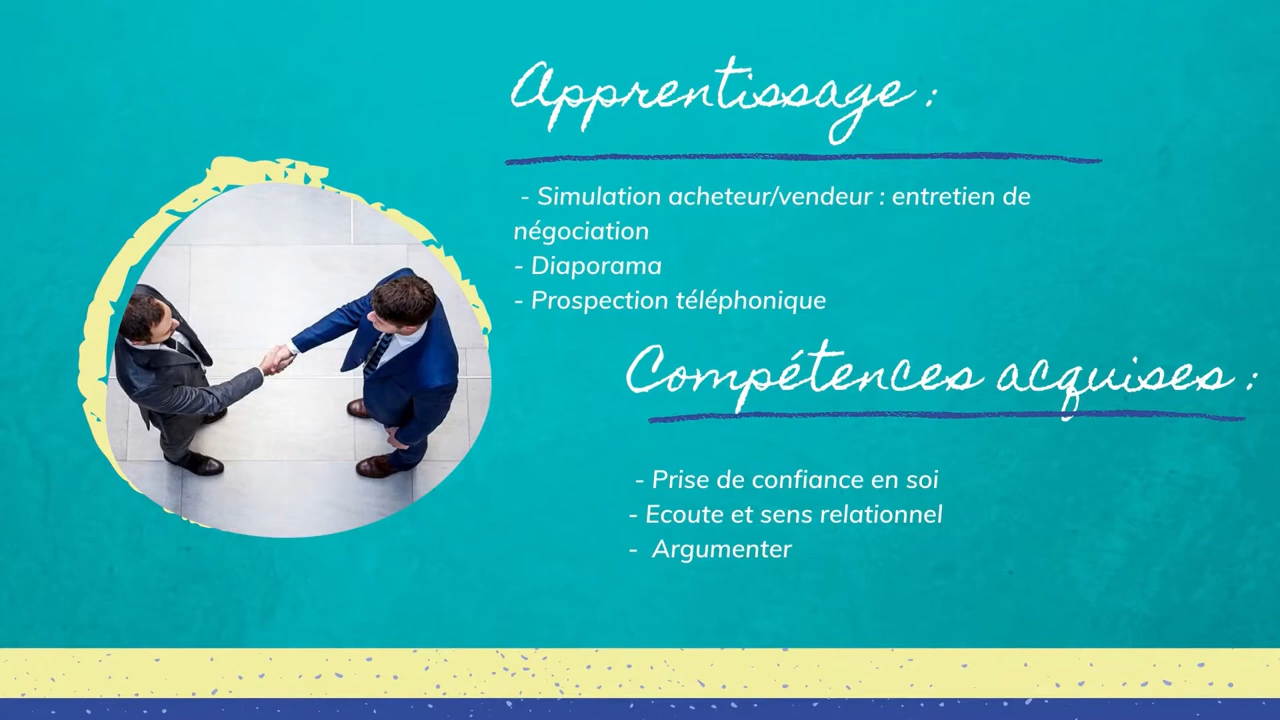 Apprentissage :
- Simulation acheteur/vendeur : entretien de
négociation
- Diaporama
- Prospection téléphonique
Compétences acquises :
- Prise de confiance en soi
- Ecoute et sens relationnel
- Argumenter